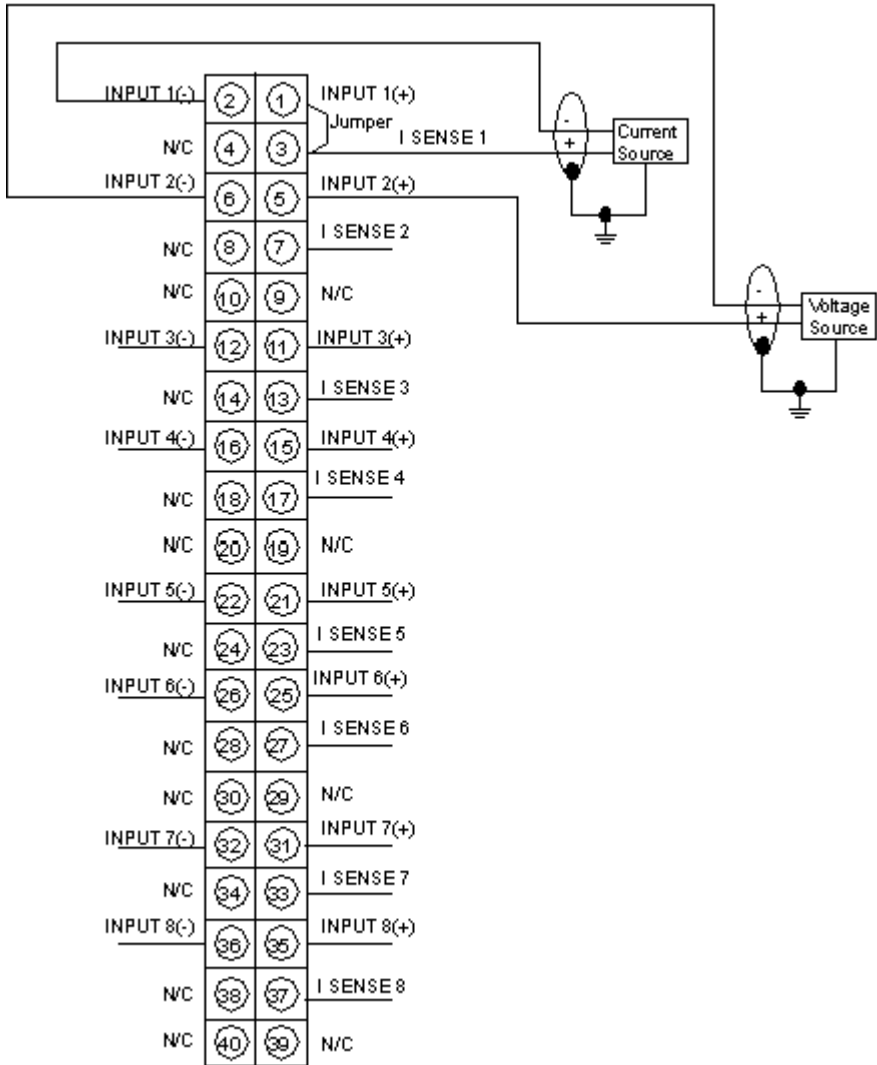 INPUT 1(-) 2 1 INPUT 1(+)
Jumper
N/C 4 3 I SENSE 1
- + Current
Source
INPUT 2(-) 6 5 INPUT 2(+)
N/C 8 7 I SENSE 2
N/C 10 9 N/C
- + Voltage
Source
INPUT 3(-) 12 11 INPUT 3(+)
N/C 14 13 I SENSE 3
INPUT 4(-) 16 15 INPUT 4(+)
N/C 18 17 I SENSE 4
N/C 20 19 N/C
INPUT 5(-) 22 21 INPUT 5(+)
N/C 24 23 I SENSE 5
INPUT 6(-) 26 25 INPUT 6(+)
N/C 28 27 I SENSE 6
N/C 30 29 N/C
INPUT 7(-) 32 31 INPUT 7(+)
N/C 34 33 I SENSE 7
INPUT 8(-) 36 35 INPUT 8(+)
N/C 38 37 I SENSE 8
N/C 40 39 N/C